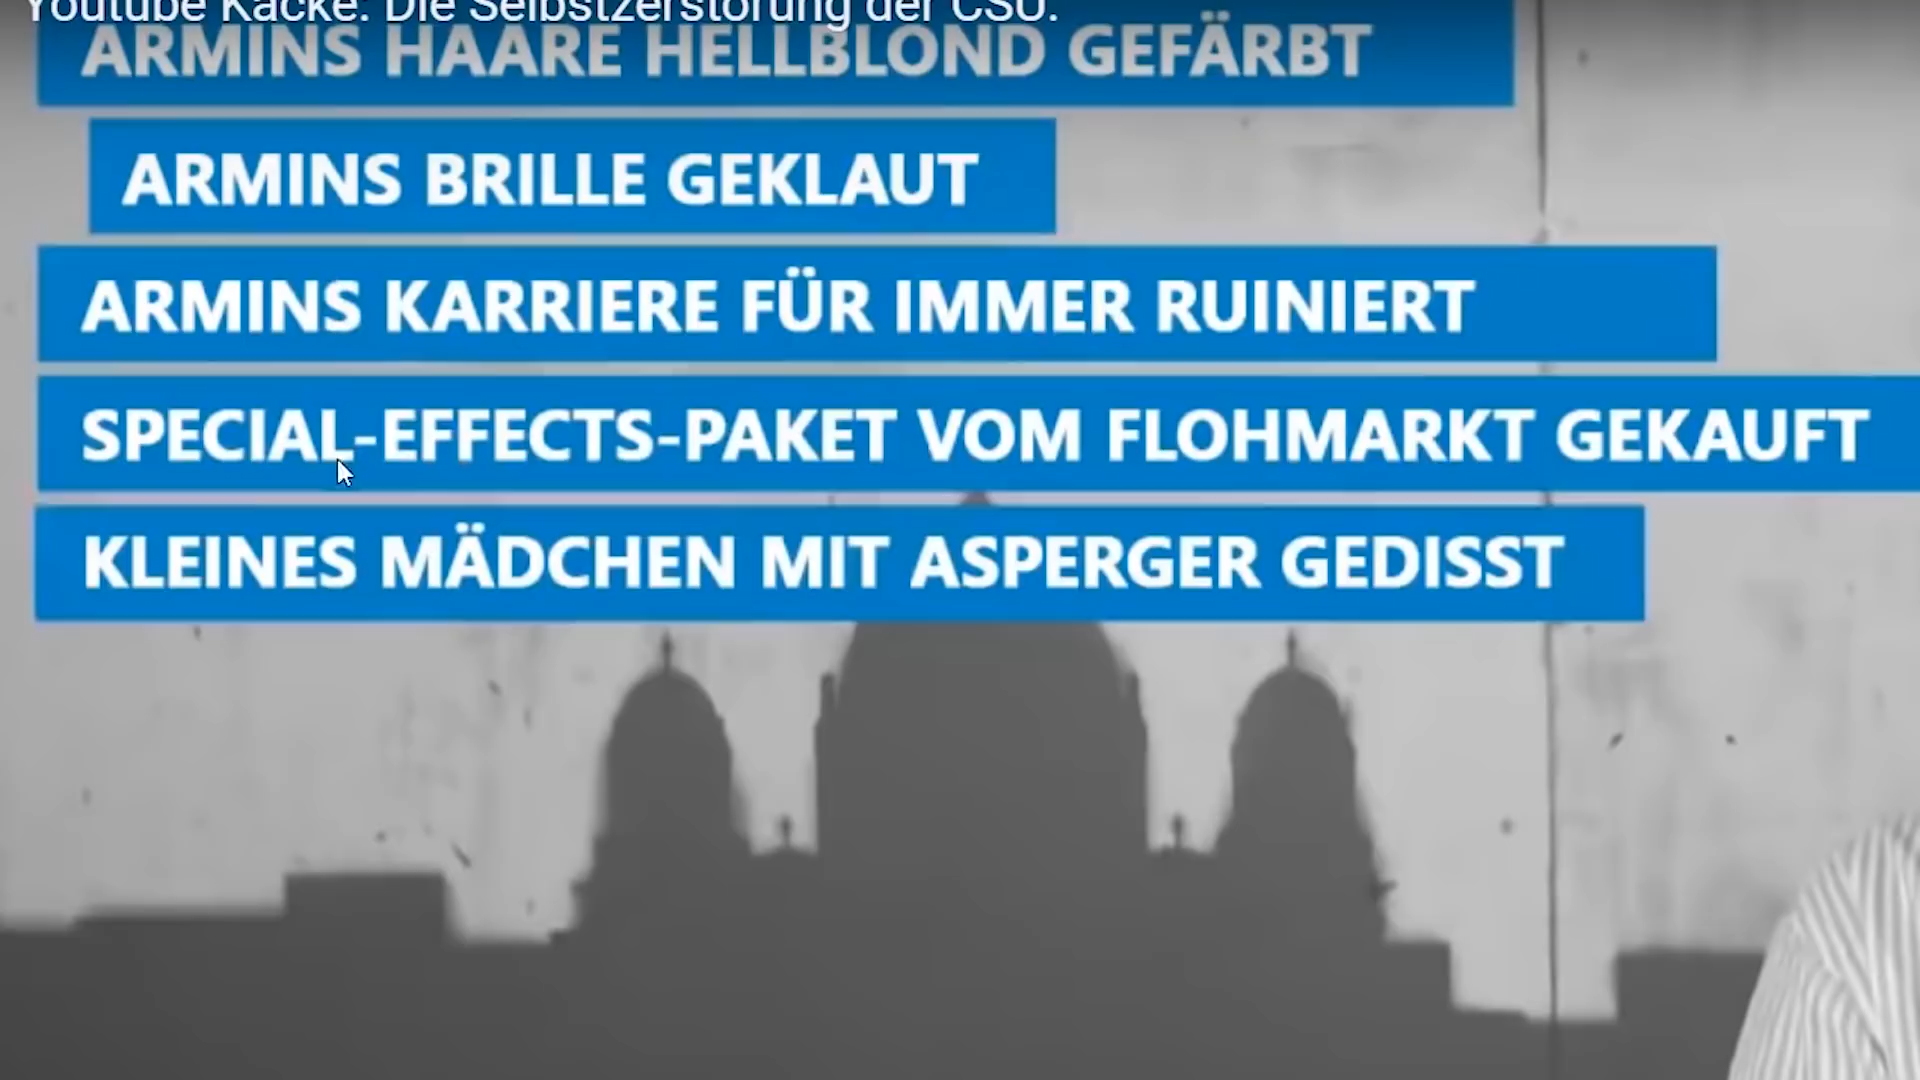 Youtube Kacke: Die Selbstzerstörung der CSU.
ARMINS HAARE HELLBLOND GEFÄRBT
ARMINS BRILLE GEKLAUT
ARMINS KARRIERE FÜR IMMER RUINIERT
SPECIAL-EFFECTS-PAKET VOM FLOHMARKT GEKAUFT
KLEINES MÄDCHEN MIT ASPERGER GEDISST